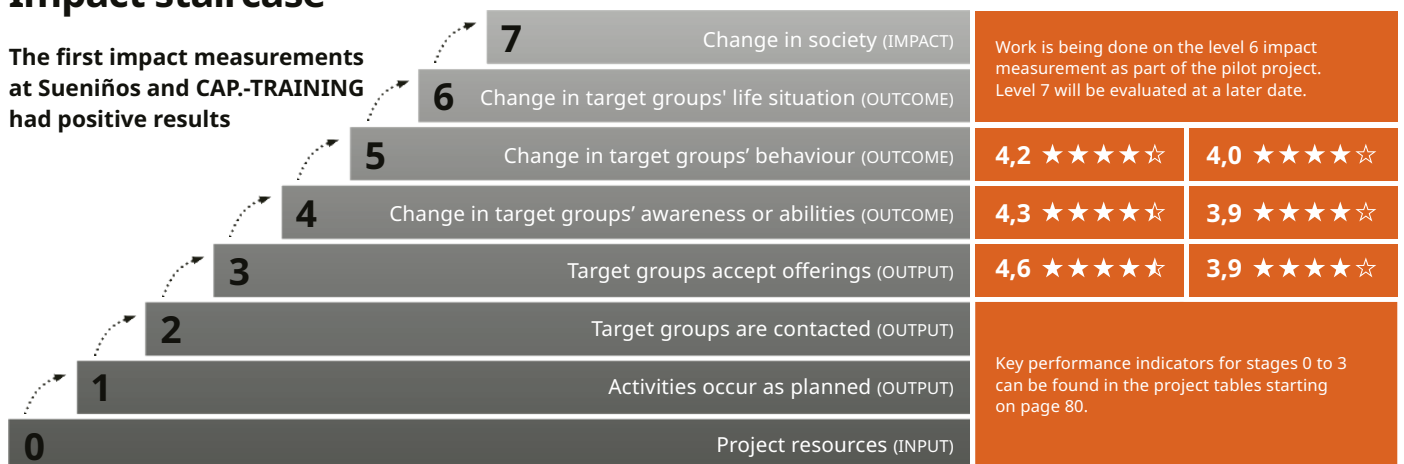 Impact staircase
The first impact measurements
at Sueniños and CAP.-TRAINING
had positive results
7 Change in society (IMPACT)
Work is being done on the level 6 impact
measurement as part of the pilot project.
Level 7 will be evaluated at a later date.
6 Change in target groups' life situation (OUTCOME)
5 Change in target groups’ behaviour (OUTCOME) 4,2 ★★★★☆ 4,0 ★★★★☆
4 Change in target groups’ awareness or abilities (OUTCOME) 4,3 ★★★★⯪ 3,9 ★★★★☆
3 Target groups accept offerings (OUTPUT) 4,6 ★★★★⯪ 3,9 ★★★★☆
2 Target groups are contacted (OUTPUT)
1 Activities occur as planned (OUTPUT)
0 Project resources (INPUT)
Key performance indicators for stages 0 to 3
can be found in the project tables starting
on page 80.